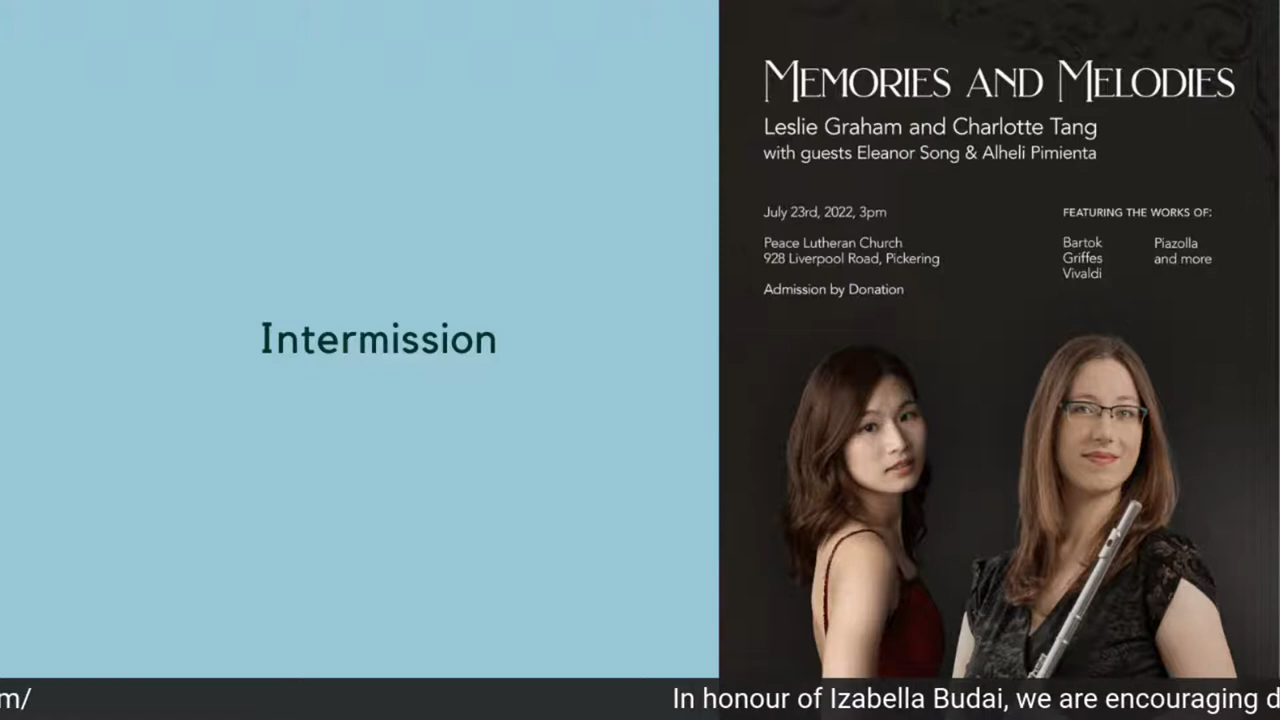 Intermission
MEMORIES AND MELODIES
Leslie Graham and Charlotte Tang
with guests Eleanor Song & Alheli Pimienta
July 23rd, 2022, 3pm
Peace Lutheran Church
928 Liverpool Road, Pickering
Admission by Donation
FEATURING THE WORKS OF:
Bartok
Griffes
Vivaldi
Piazolla
and more
m/
In honour of Izabella Budai, we are encouraging d